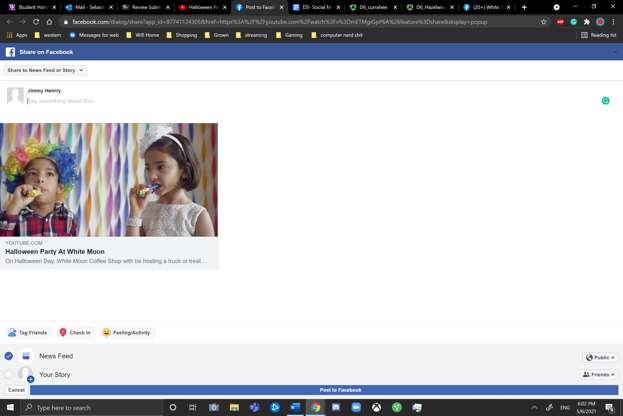 Student Hom
Mail - Sebast
Review Subm
Halloween Pa
Post to Faceb
D5- Social M
D6_currahee
D6_Hazelwoo
(20+) White M
facebook.com/dialog/share?app_id=87741124305&href=https%3A%2F%2Fyoutube.com%2Fwatch%3Fv%3DmETMgiGpP6A%26feature%3Dshare&display=popup
Apps western Messages for web Wifi Home Shopping Grown streaming Gaming computer nerd shit Reading list
Share on Facebook
Share to News Feed or Story
Jimmy Henrry
Say something about this...
YOUTUBE.COM
Halloween Party At White Moon
On Halloween Day, White Moon Coffee Shop with be hosting a truck or treat…
Tag Friends Check in Feeling/Activity
News Feed Public
Your Story Friends
Cancel Post to Facebook
Type here to search
ENG
6:02 PM
5/6/2021